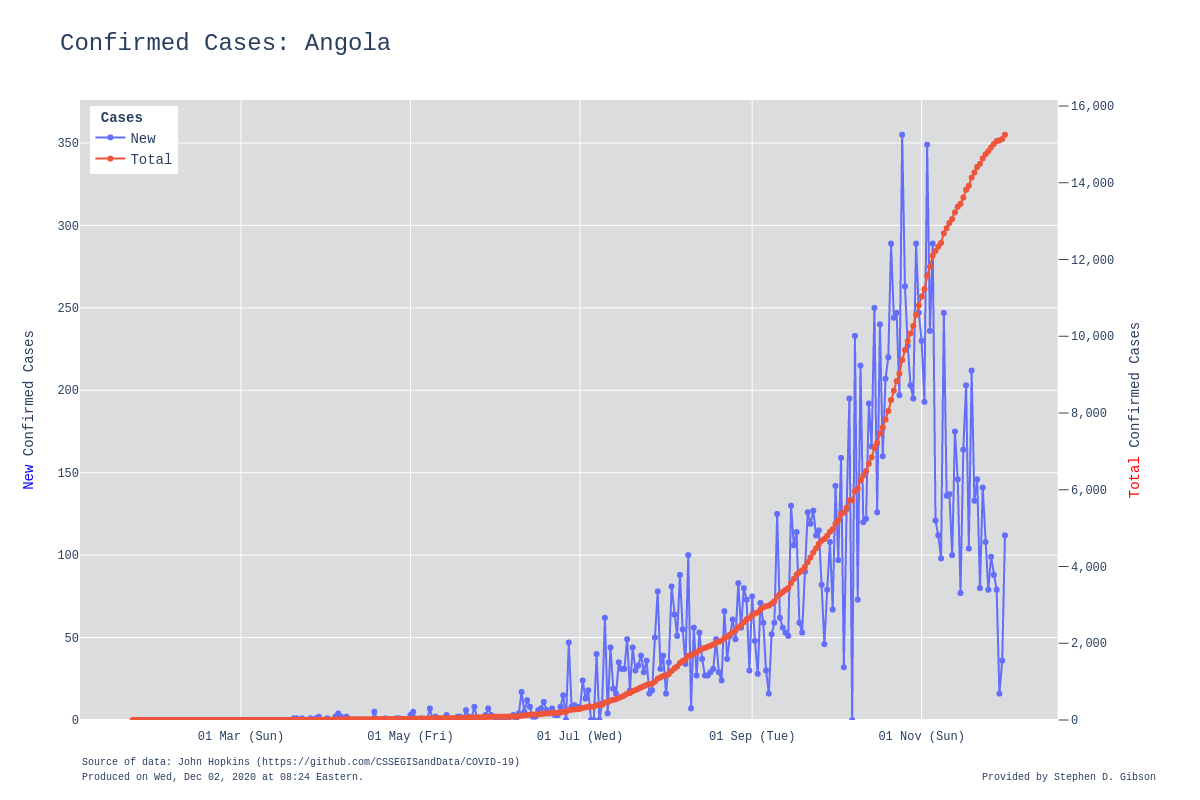 Confirmed Cases: Angola
Cases
New
Total
350
300
250
200
150
100
50
0
New Confirmed Cases
16,000
14,000
12,000
10,000
8,000
6,000
4,000
2,000
0
Total Confirmed Cases
01 Mar (Sun)
01 May (Fri)
01 Jul (Wed)
01 Sep (Tue)
01 Nov (Sun)
Source of data: John Hopkins (https://github.com/CSSEGISandData/COVID-19)
Produced on Wed, Dec 02, 2020 at 08:24 Eastern.
Provided by Stephen D. Gibson